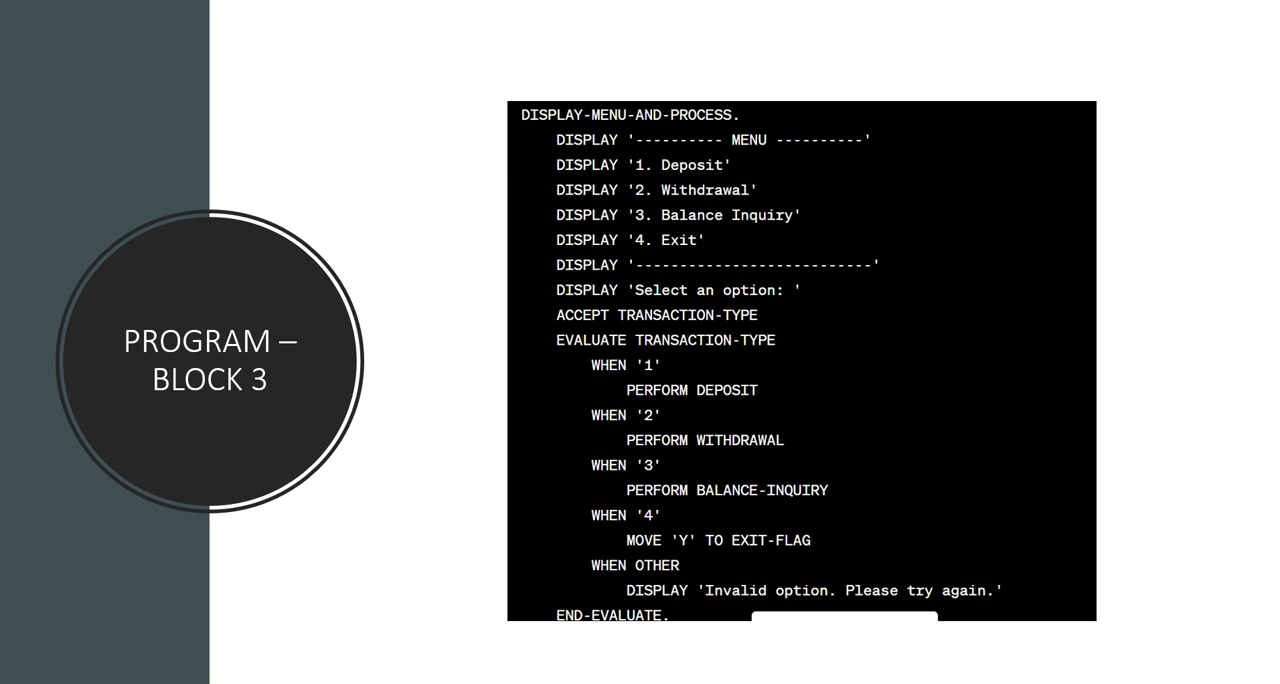 PROGRAM –
BLOCK 3
DISPLAY-MENU-AND-PROCESS.
DISPLAY '---------- MENU ----------'
DISPLAY '1. Deposit'
DISPLAY '2. Withdrawal'
DISPLAY '3. Balance Inquiry'
DISPLAY '4. Exit'
DISPLAY '---------------------------'
DISPLAY 'Select an option: '
ACCEPT TRANSACTION-TYPE
EVALUATE TRANSACTION-TYPE
WHEN '1'
PERFORM DEPOSIT
WHEN '2'
PERFORM WITHDRAWAL
WHEN '3'
PERFORM BALANCE-INQUIRY
WHEN '4'
MOVE 'Y' TO EXIT-FLAG
WHEN OTHER
DISPLAY 'Invalid option. Please try again.'
END-EVALUATE.